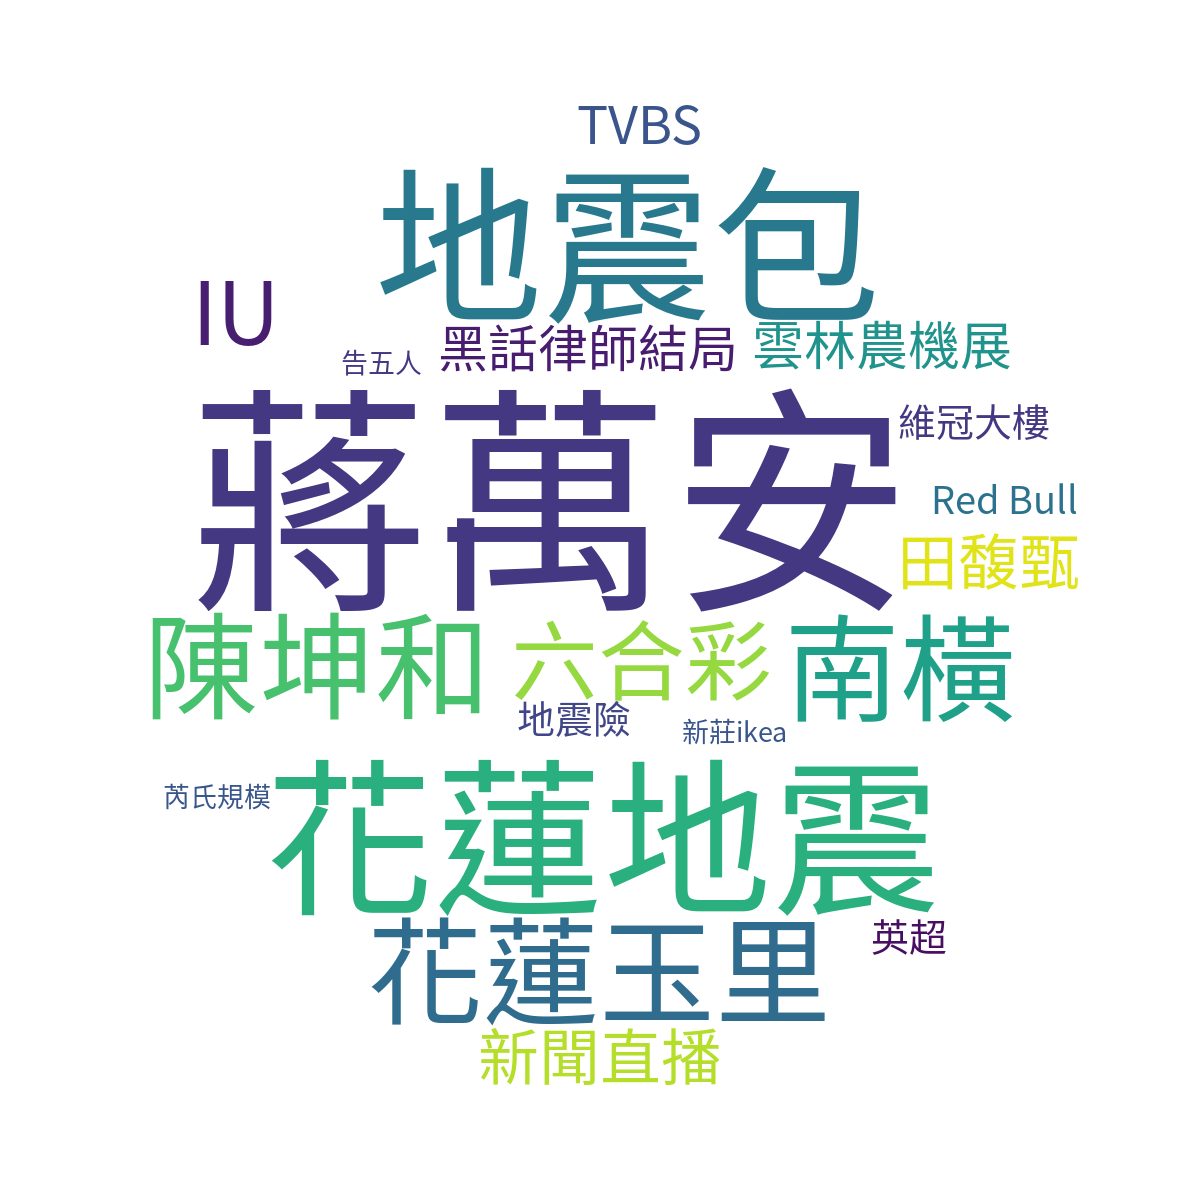 TVBS
地震包
IU
黑話律師結局
雲林農機展
告五人
蔣萬安
維冠大樓
Red Bull
田馥甄
陳坤和
六合彩
南橫
地震險
新莊ikea
芮氏規模
花蓮地震
花蓮玉里
英超
新聞直播